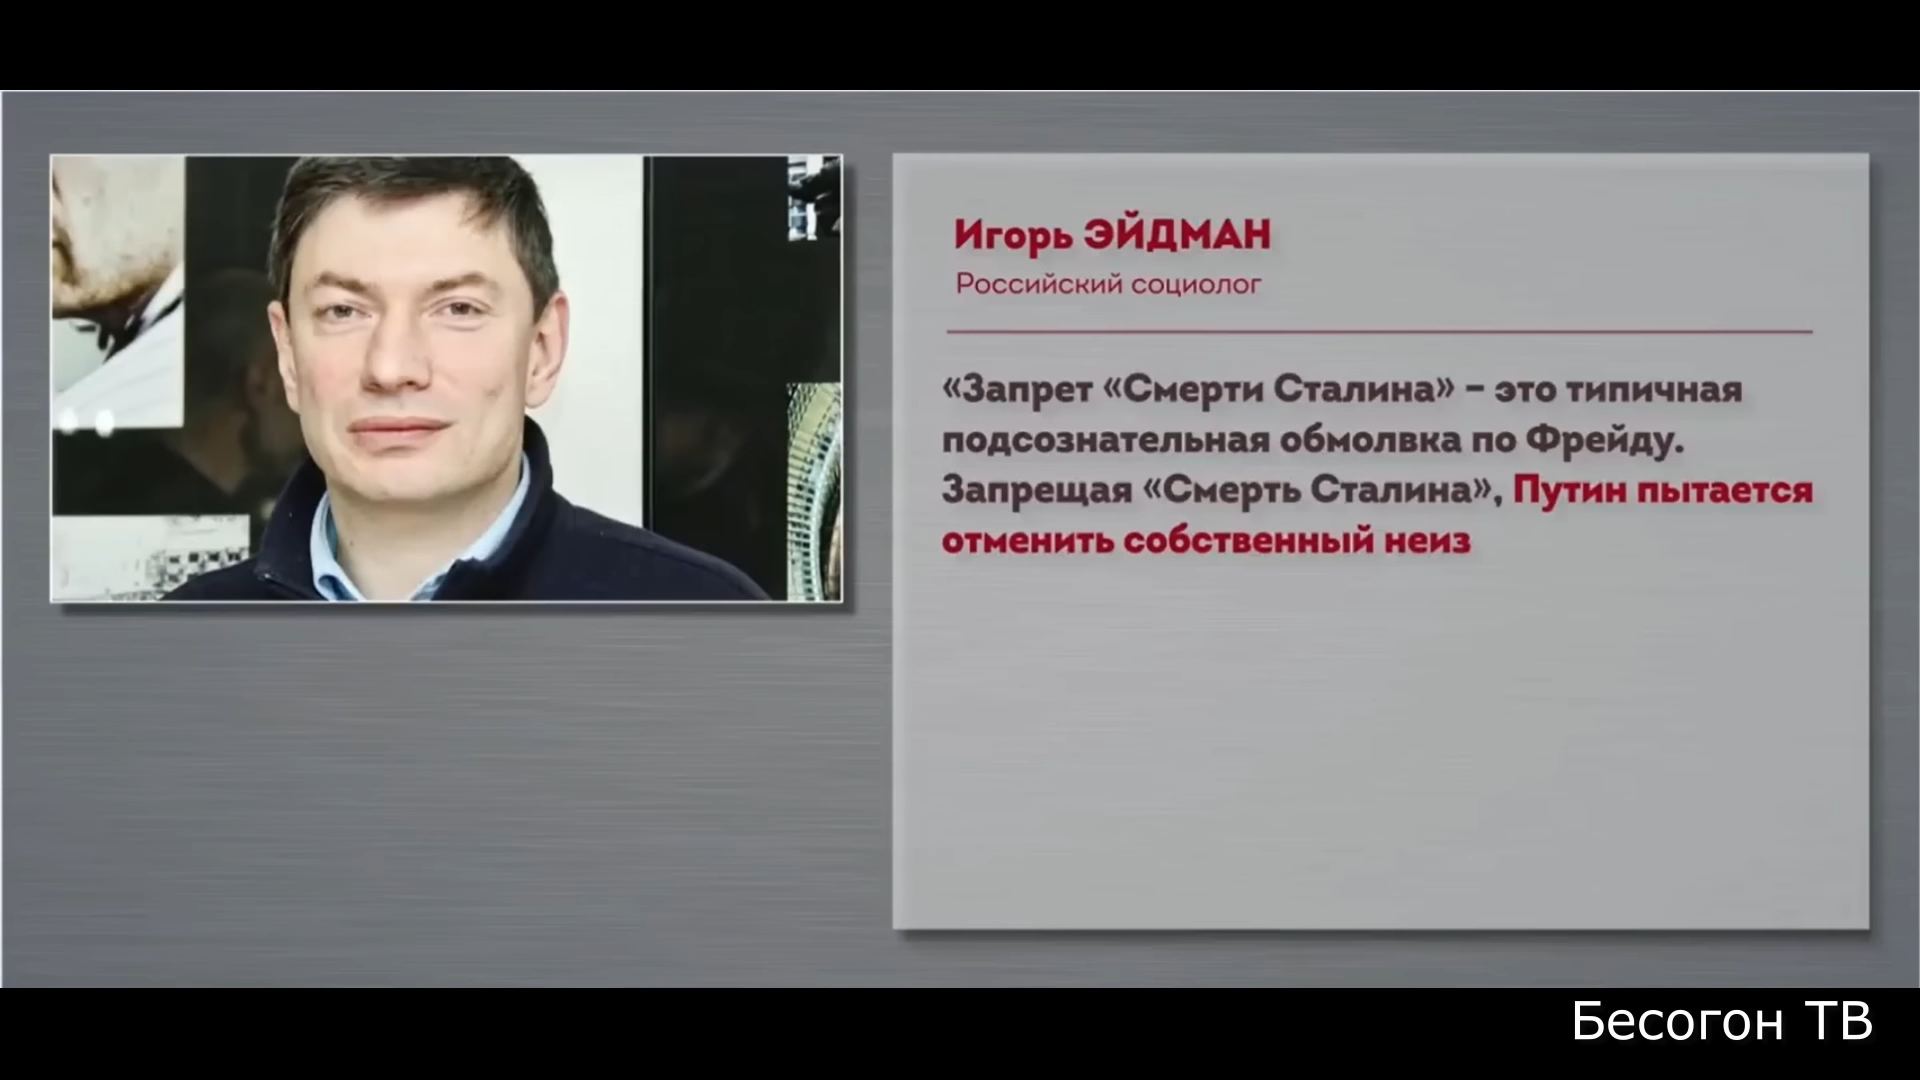 Игорь ЭЙДМАН
Российский социолог
«Запрет «Смерти Сталина» – это типичная
подсознательная обмолвка по Фрейду.
Запрещая «Смерть Сталина», Путин пытается
отменить собственный неиз
Бесогон ТВ